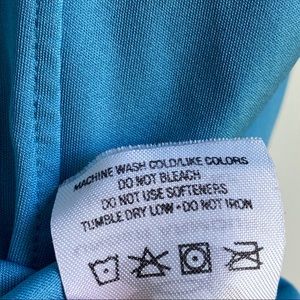 MACHINE WASH COLD/LIKE COLORS
DO NOT BLEACH
DO NOT USE SOFTENERS
TUMBLE DRY LOW • DO NOT IRON